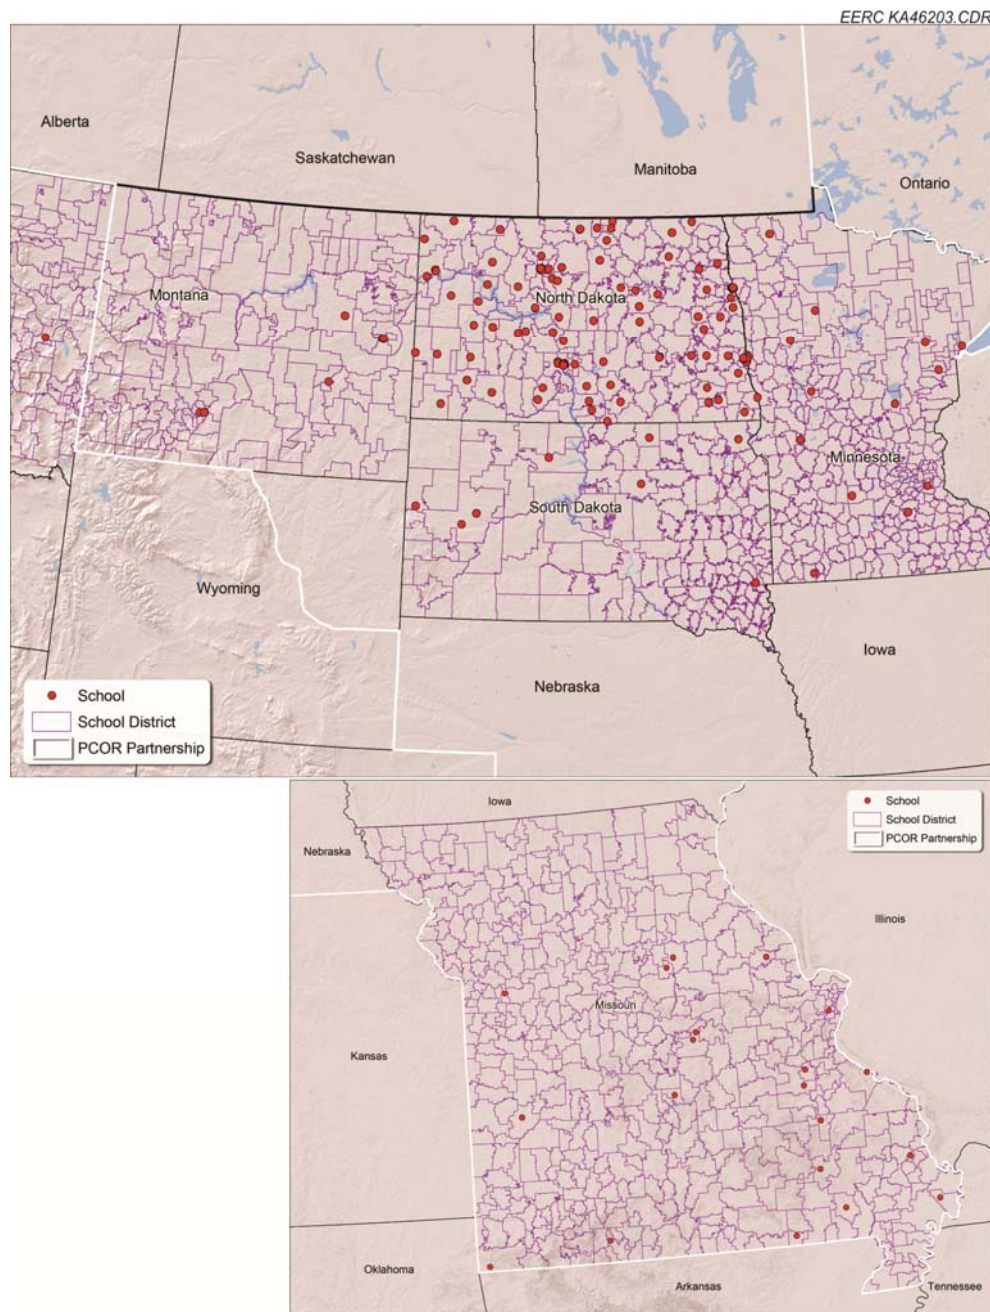 EERC KA46203.CDR
Alberta
Saskatchewan
Manitoba
Ontario
Montana
North Dakota
Minnesota
South Dakota
Wyoming
Iowa
Nebraska
School
School District
PCOR Partnership
Iowa
School
School District
PCOR Partnership
Nebraska
Illinois
Missouri
Kansas
Oklahoma
Arkansas
Tennessee